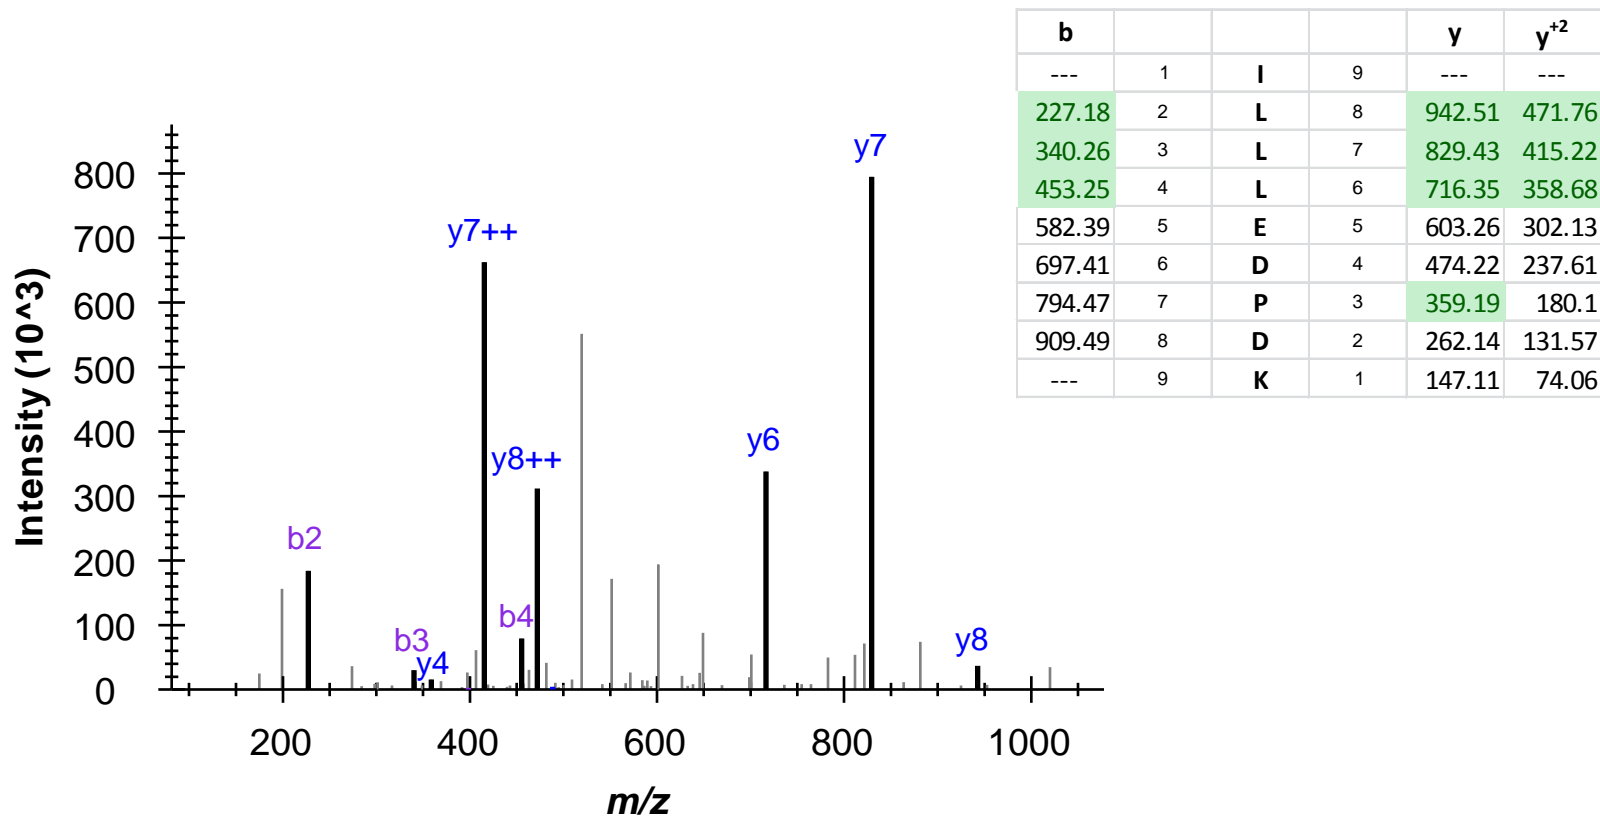 b y y+2
--- 1 I 9 --- ---
227.18 2 L 8 942.51 471.76
340.26 3 L 7 829.43 415.22
453.25 4 L 6 716.35 358.68
582.39 5 E 5 603.26 302.13
697.41 6 D 4 474.22 237.61
794.47 7 P 3 359.19 180.1
909.49 8 D 2 262.14 131.57
--- 9 K 1 147.11 74.06
Intensity (10^3)
800
700
600
500
400
300
200
100
0
y7
y7++
y6
y8++
b2
b4
b3
y4
y8
200 400 600 800 1000
m/z